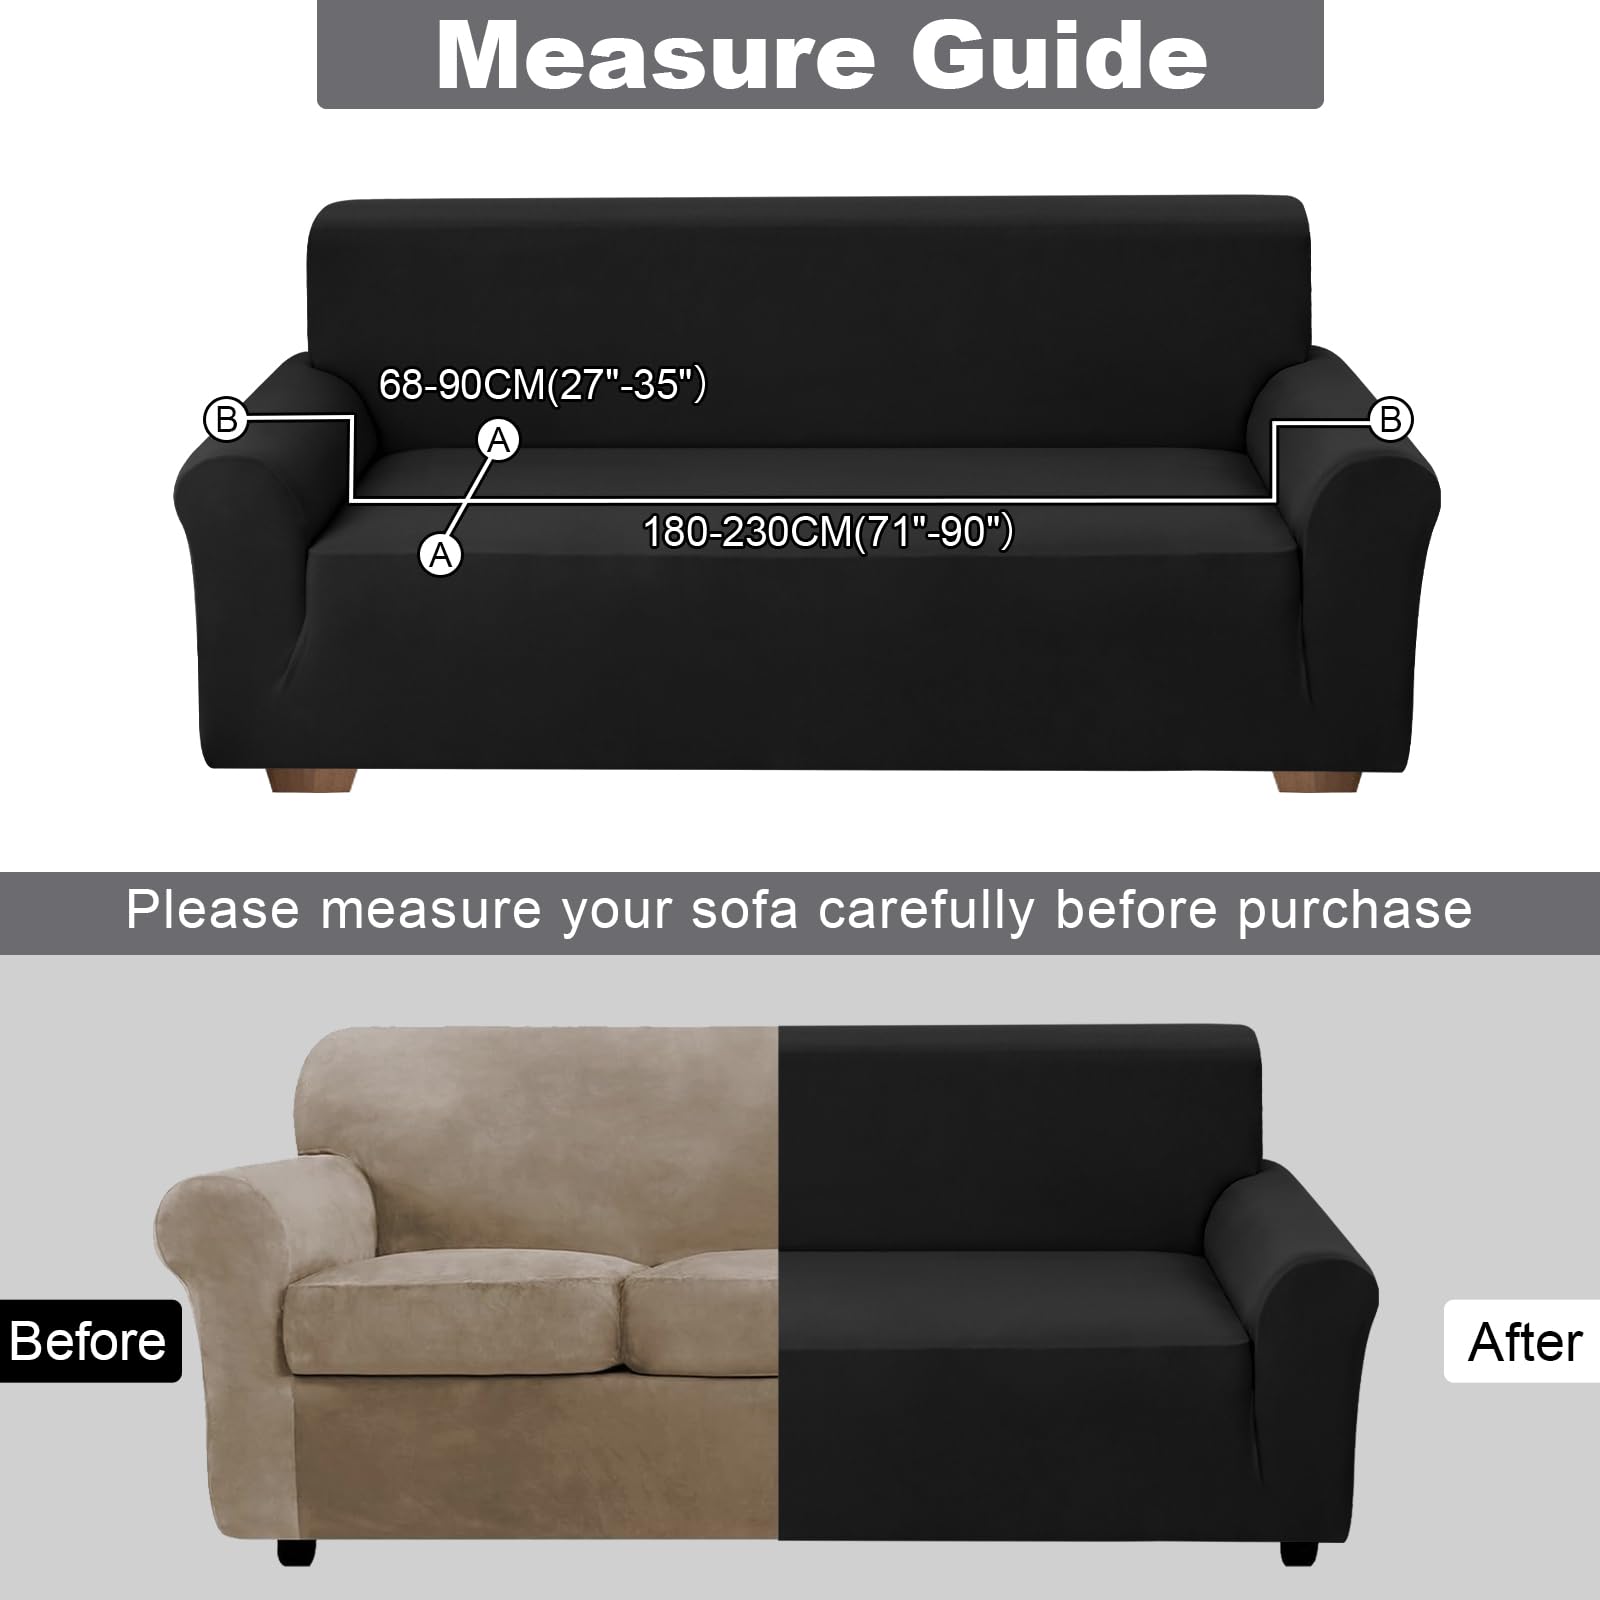 Measure Guide
68-90CM(27"-35")
B
B
A
180-230CM(71"-90")
A
Please measure your sofa carefully before purchase
Before
After